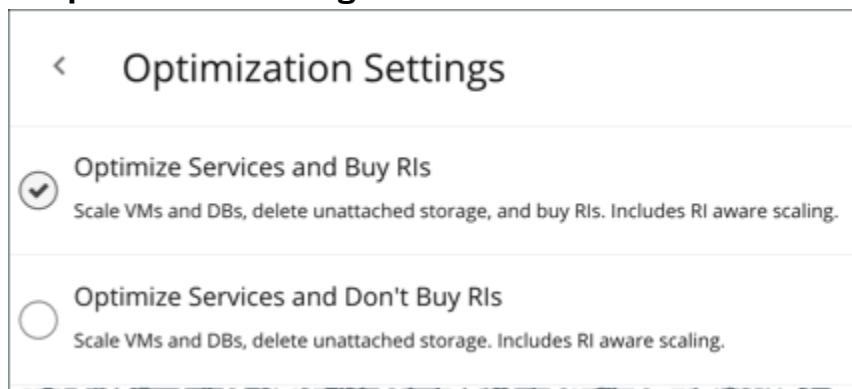 Optimization Settings
Optimize Services and Buy RIs
Scale VMs and DBs, delete unattached storage, and buy RIs. Includes RI aware scaling.
Optimize Services and Don't Buy RIs
Scale VMs and DBs, delete unattached storage. Includes RI aware scaling.